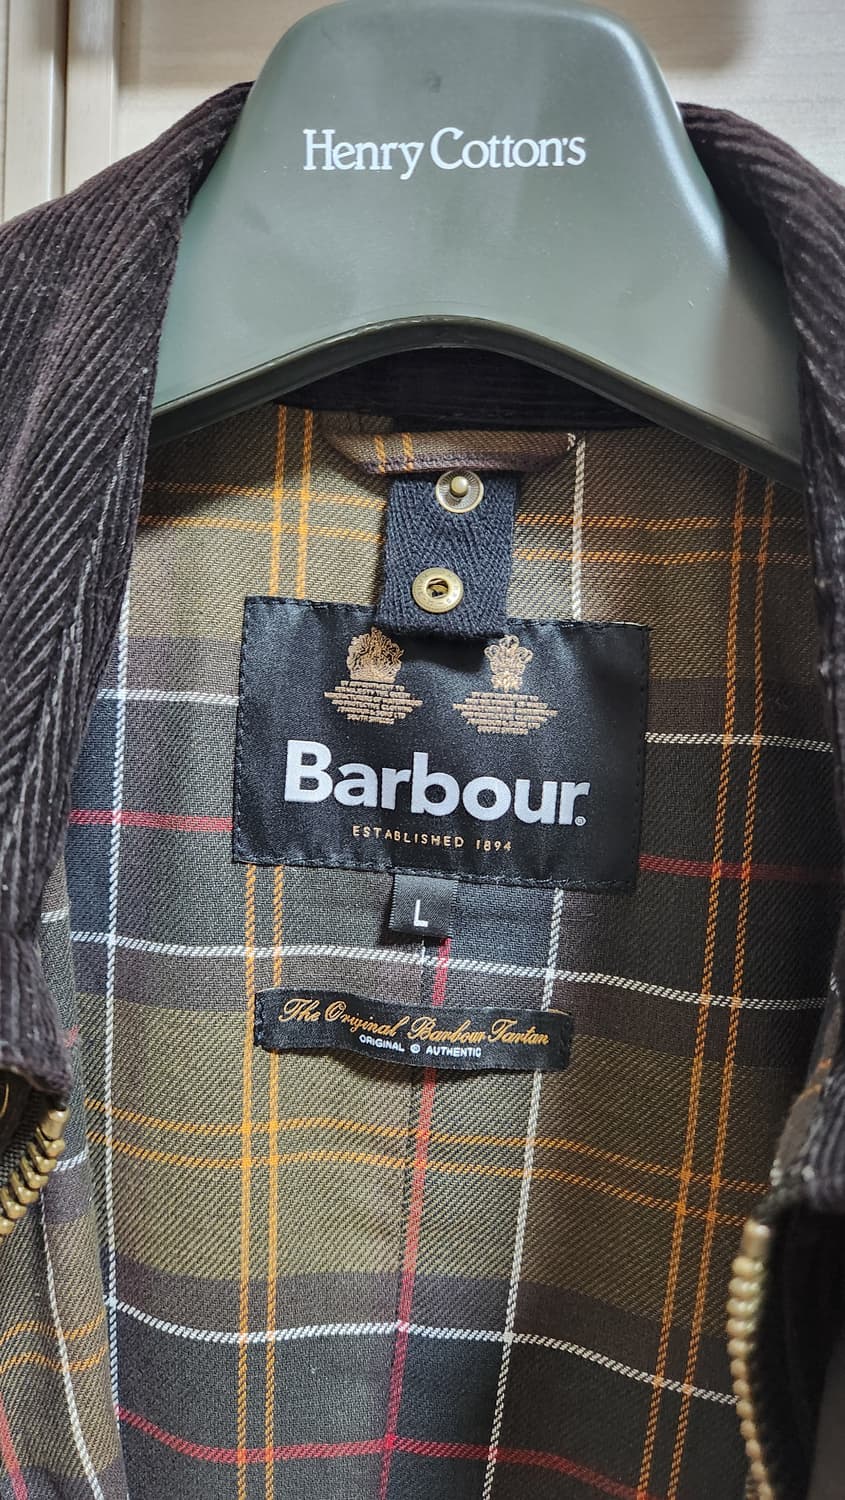 Henry Cotton's
Barbour
ESTABLISHED 1894
L
The Original Barbour Tartan
ORIGINAL & AUTHENTIC